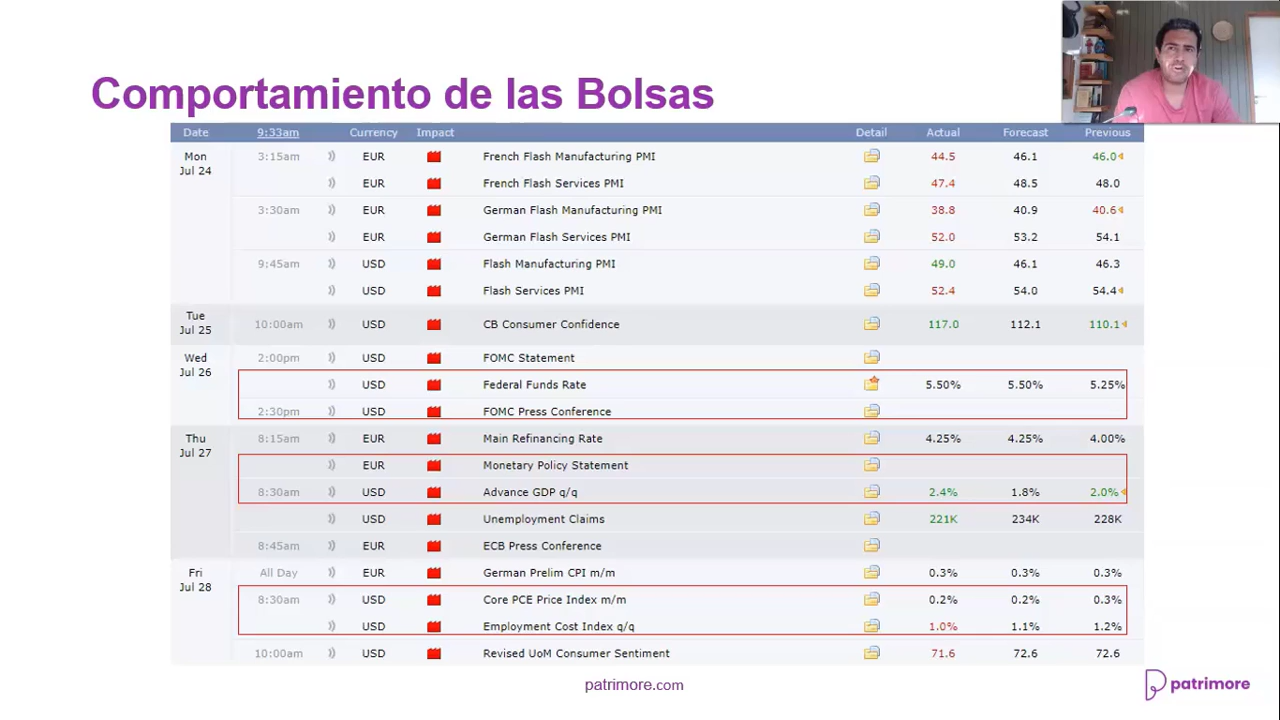 Comportamiento de las Bolsas
Date 9:33am Currency Impact Detail Actual Forecast Previous
Mon Jul 24 3:15am EUR French Flash Manufacturing PMI 44.5 46.1 46.0
EUR French Flash Services PMI 47.4 48.5 48.0
3:30am EUR German Flash Manufacturing PMI 38.8 40.9 40.6
EUR German Flash Services PMI 52.0 53.2 54.1
9:45am USD Flash Manufacturing PMI 49.0 46.1 46.3
USD Flash Services PMI 52.4 54.0 54.4
Tue Jul 25 10:00am USD CB Consumer Confidence 117.0 112.1 110.1
Wed Jul 26 2:00pm USD FOMC Statement
USD Federal Funds Rate 5.50% 5.50% 5.25%
2:30pm USD FOMC Press Conference
Thu Jul 27 8:15am EUR Main Refinancing Rate 4.25% 4.25% 4.00%
EUR Monetary Policy Statement
8:30am USD Advance GDP q/q 2.4% 1.8% 2.0%
USD Unemployment Claims 221K 234K 228K
8:45am EUR ECB Press Conference
Fri Jul 28 All Day EUR German Prelim CPI m/m 0.3% 0.3% 0.3%
8:30am USD Core PCE Price Index m/m 0.2% 0.2% 0.3%
USD Employment Cost Index q/q 1.0% 1.1% 1.2%
10:00am USD Revised UoM Consumer Sentiment 71.6 72.6 72.6
patrimore.com
patrimore